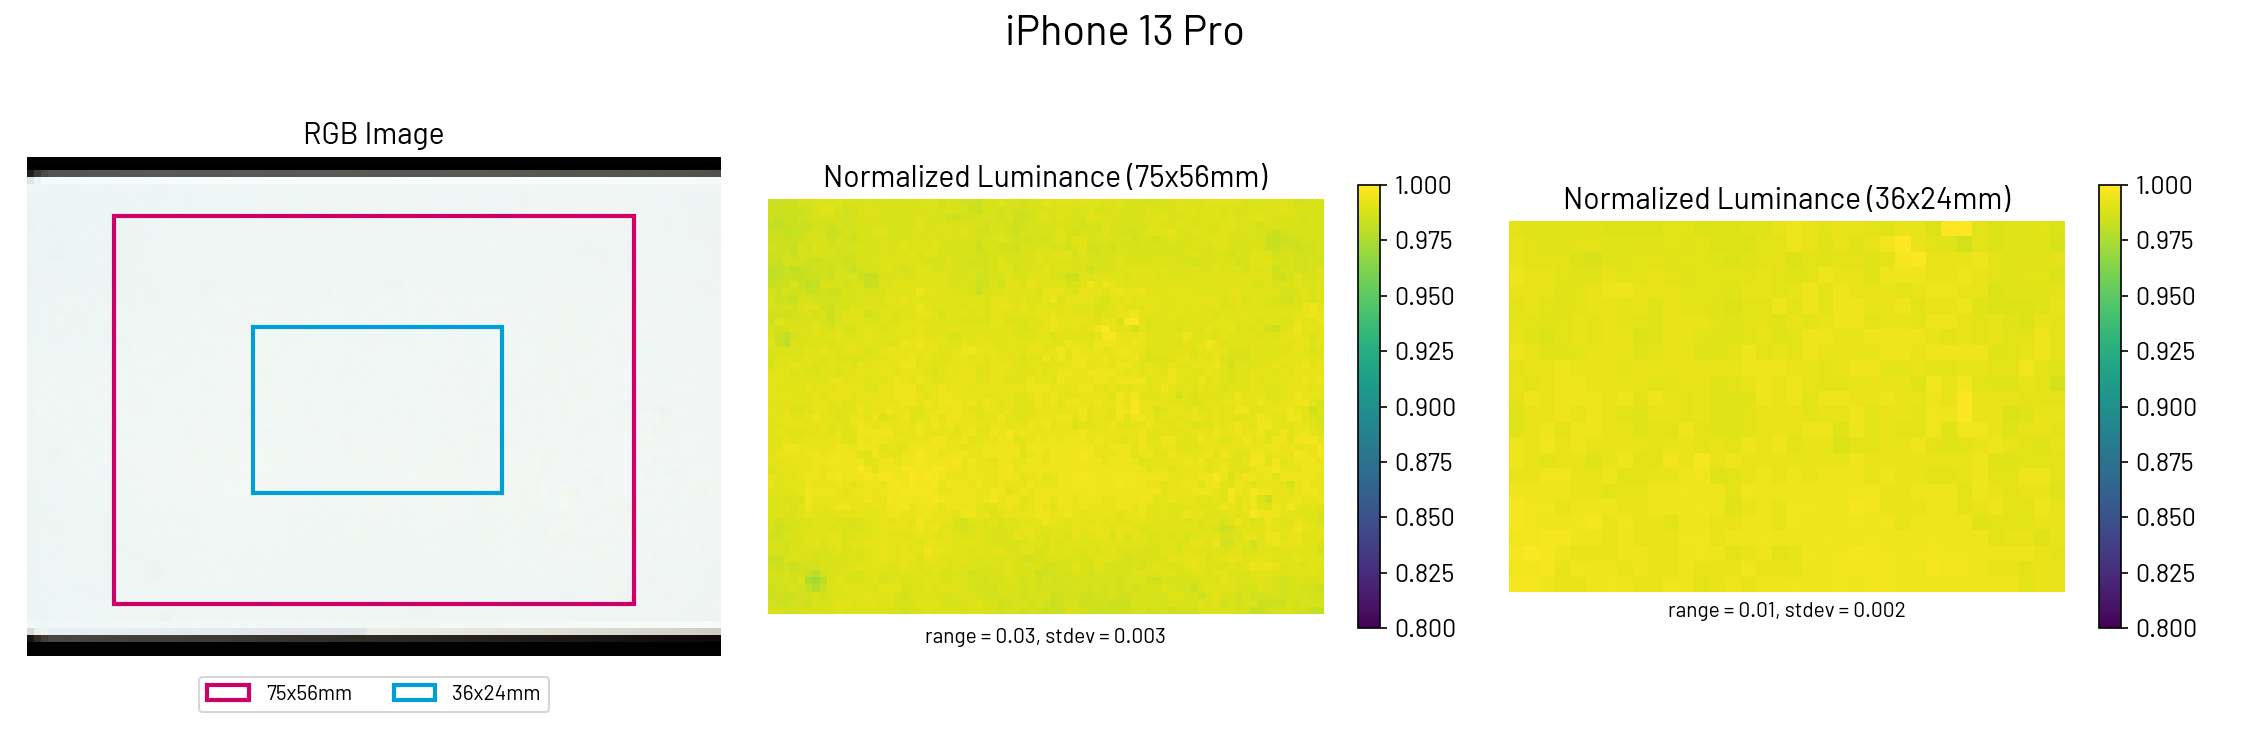 iPhone 13 Pro
RGB Image
75x56mm
36x24mm
Normalized Luminance (75x56mm)
1.000
0.975
0.950
0.925
0.900
0.875
0.850
0.825
0.800
range = 0.03, stdev = 0.003
Normalized Luminance (36x24mm)
1.000
0.975
0.950
0.925
0.900
0.875
0.850
0.825
0.800
range = 0.01, stdev = 0.002